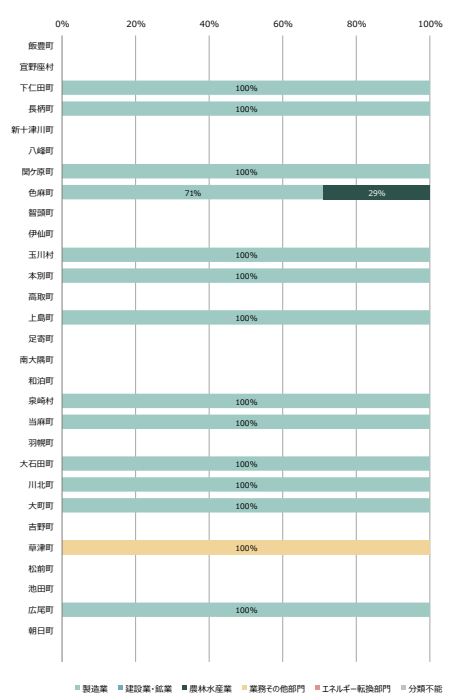 0% 20% 40% 60% 80% 100%
飯豊町
宜野座村
下仁田町 100%
長柄町 100%
新十津川町
八峰町
関ケ原町 100%
色麻町 71% 29%
智頭町
伊仙町
玉川村 100%
本別町 100%
高取町
上島町 100%
足寄町
南大隅町
和泊町
泉崎村 100%
当麻町 100%
羽幌町
大石田町 100%
川北町 100%
大町町 100%
吉野町
草津町 100%
松前町
池田町
広尾町 100%
朝日町
製造業 建設業・鉱業 農林水産業 業務その他部門 エネルギー転換部門 分類不能